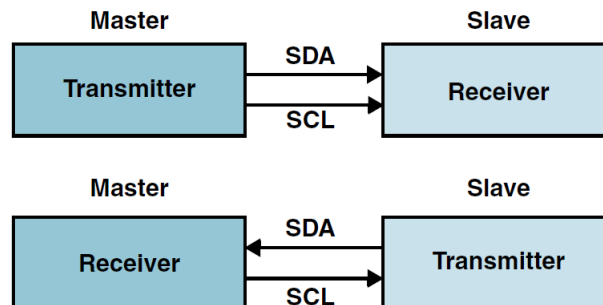 Master Slave
SDA
Transmitter Receiver
SCL
Master Slave
SDA
Receiver Transmitter
SCL